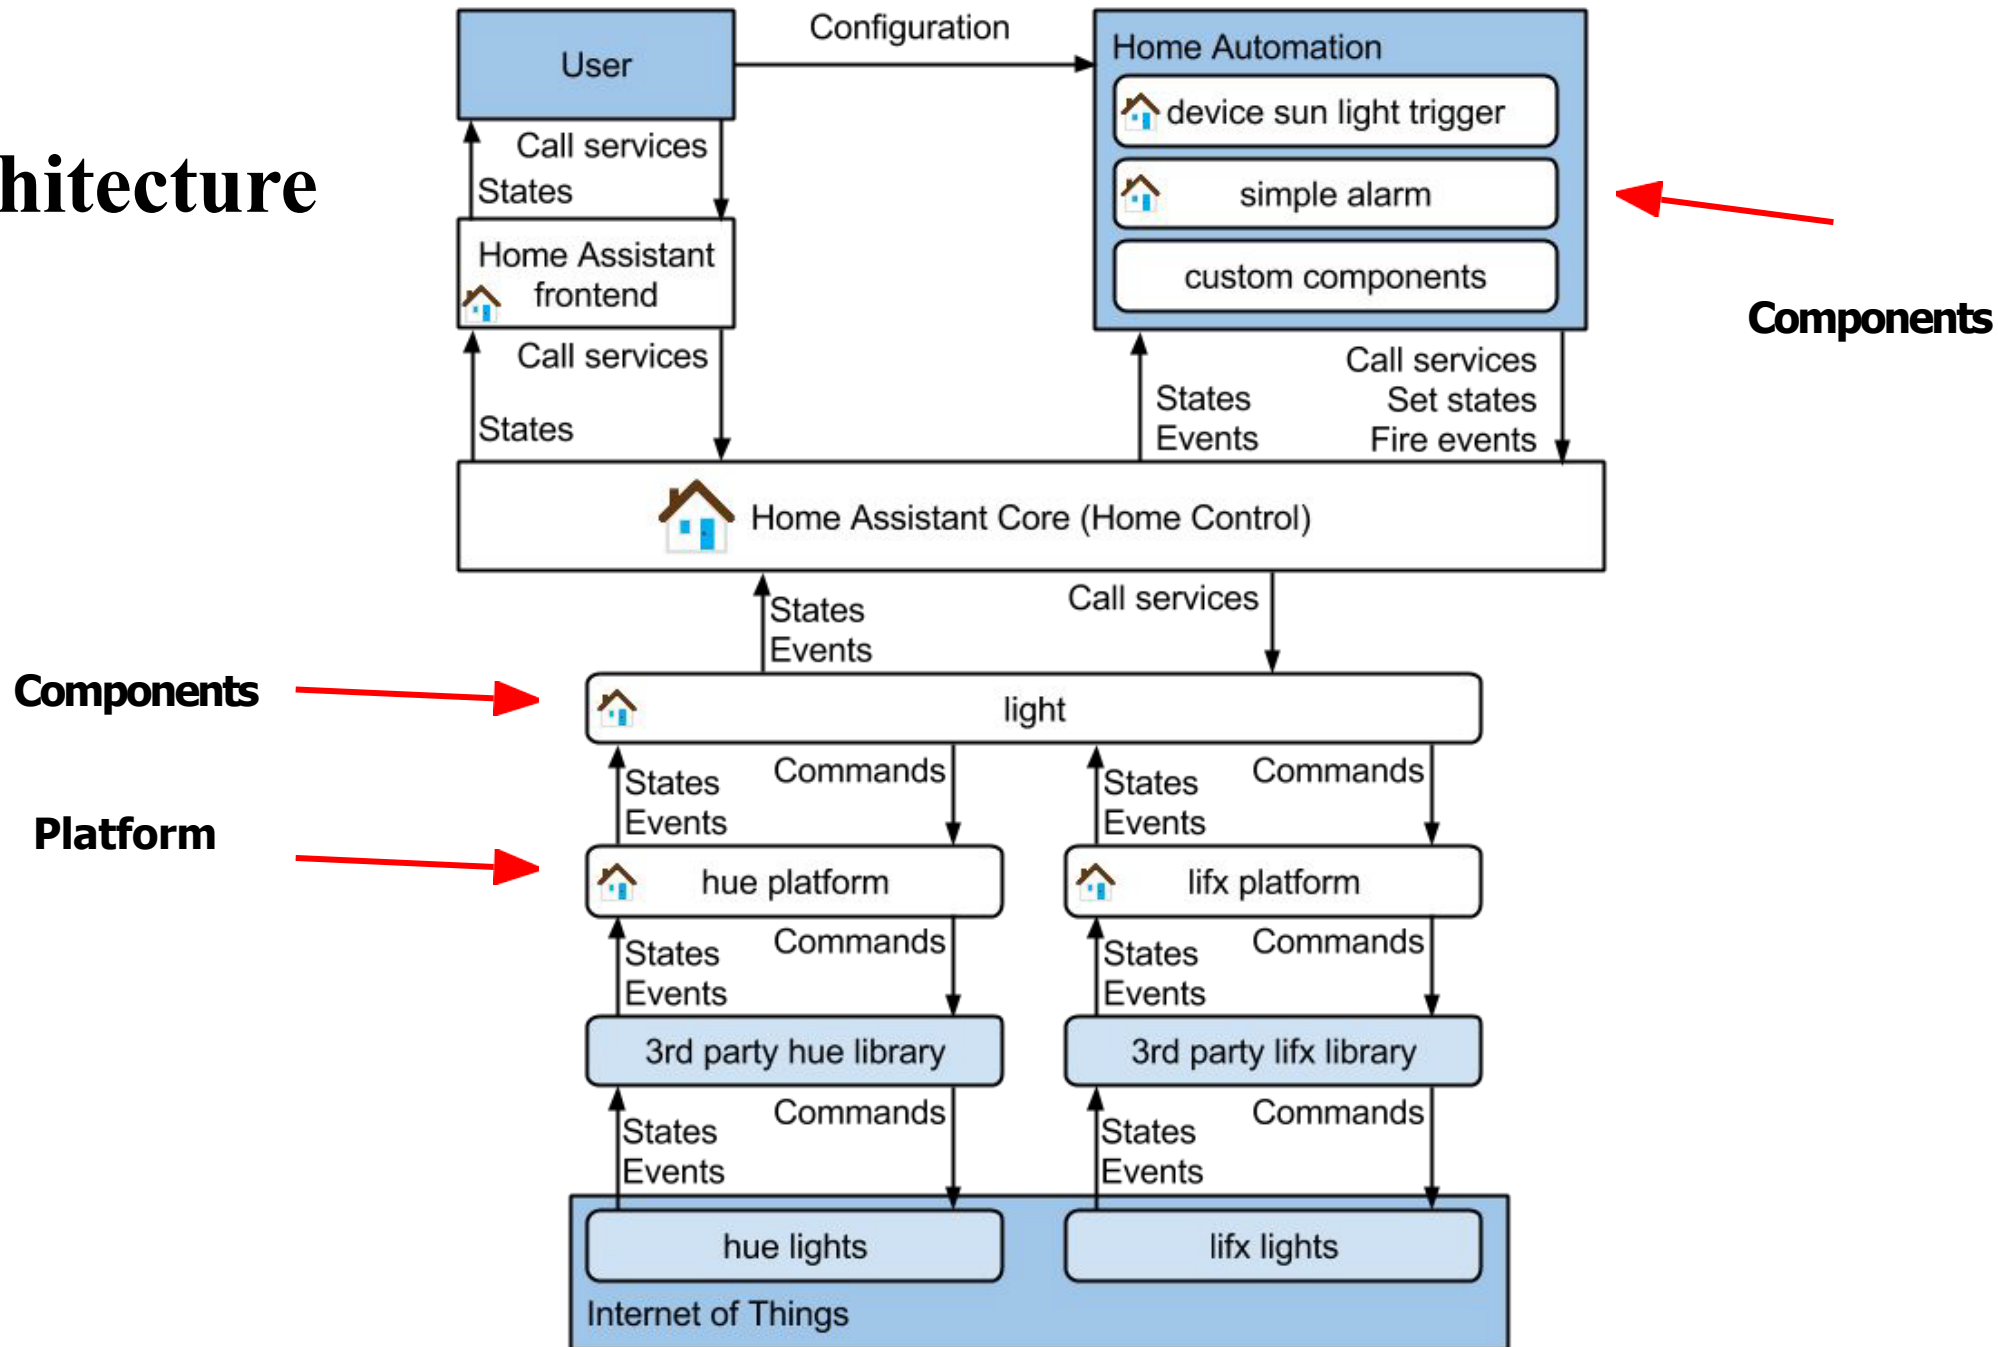 hitecture
User
Configuration
Home Automation
device sun light trigger
simple alarm
custom components
Components
Call services
States
Home Assistant
frontend
Call services
States
States
Events
Call services
Set states
Fire events
Home Assistant Core (Home Control)
States
Events
Call services
Components
light
States
Events
Commands
States
Events
Commands
Platform
hue platform
lifx platform
States
Events
Commands
States
Events
Commands
3rd party hue library
3rd party lifx library
States
Events
Commands
States
Events
Commands
hue lights
lifx lights
Internet of Things